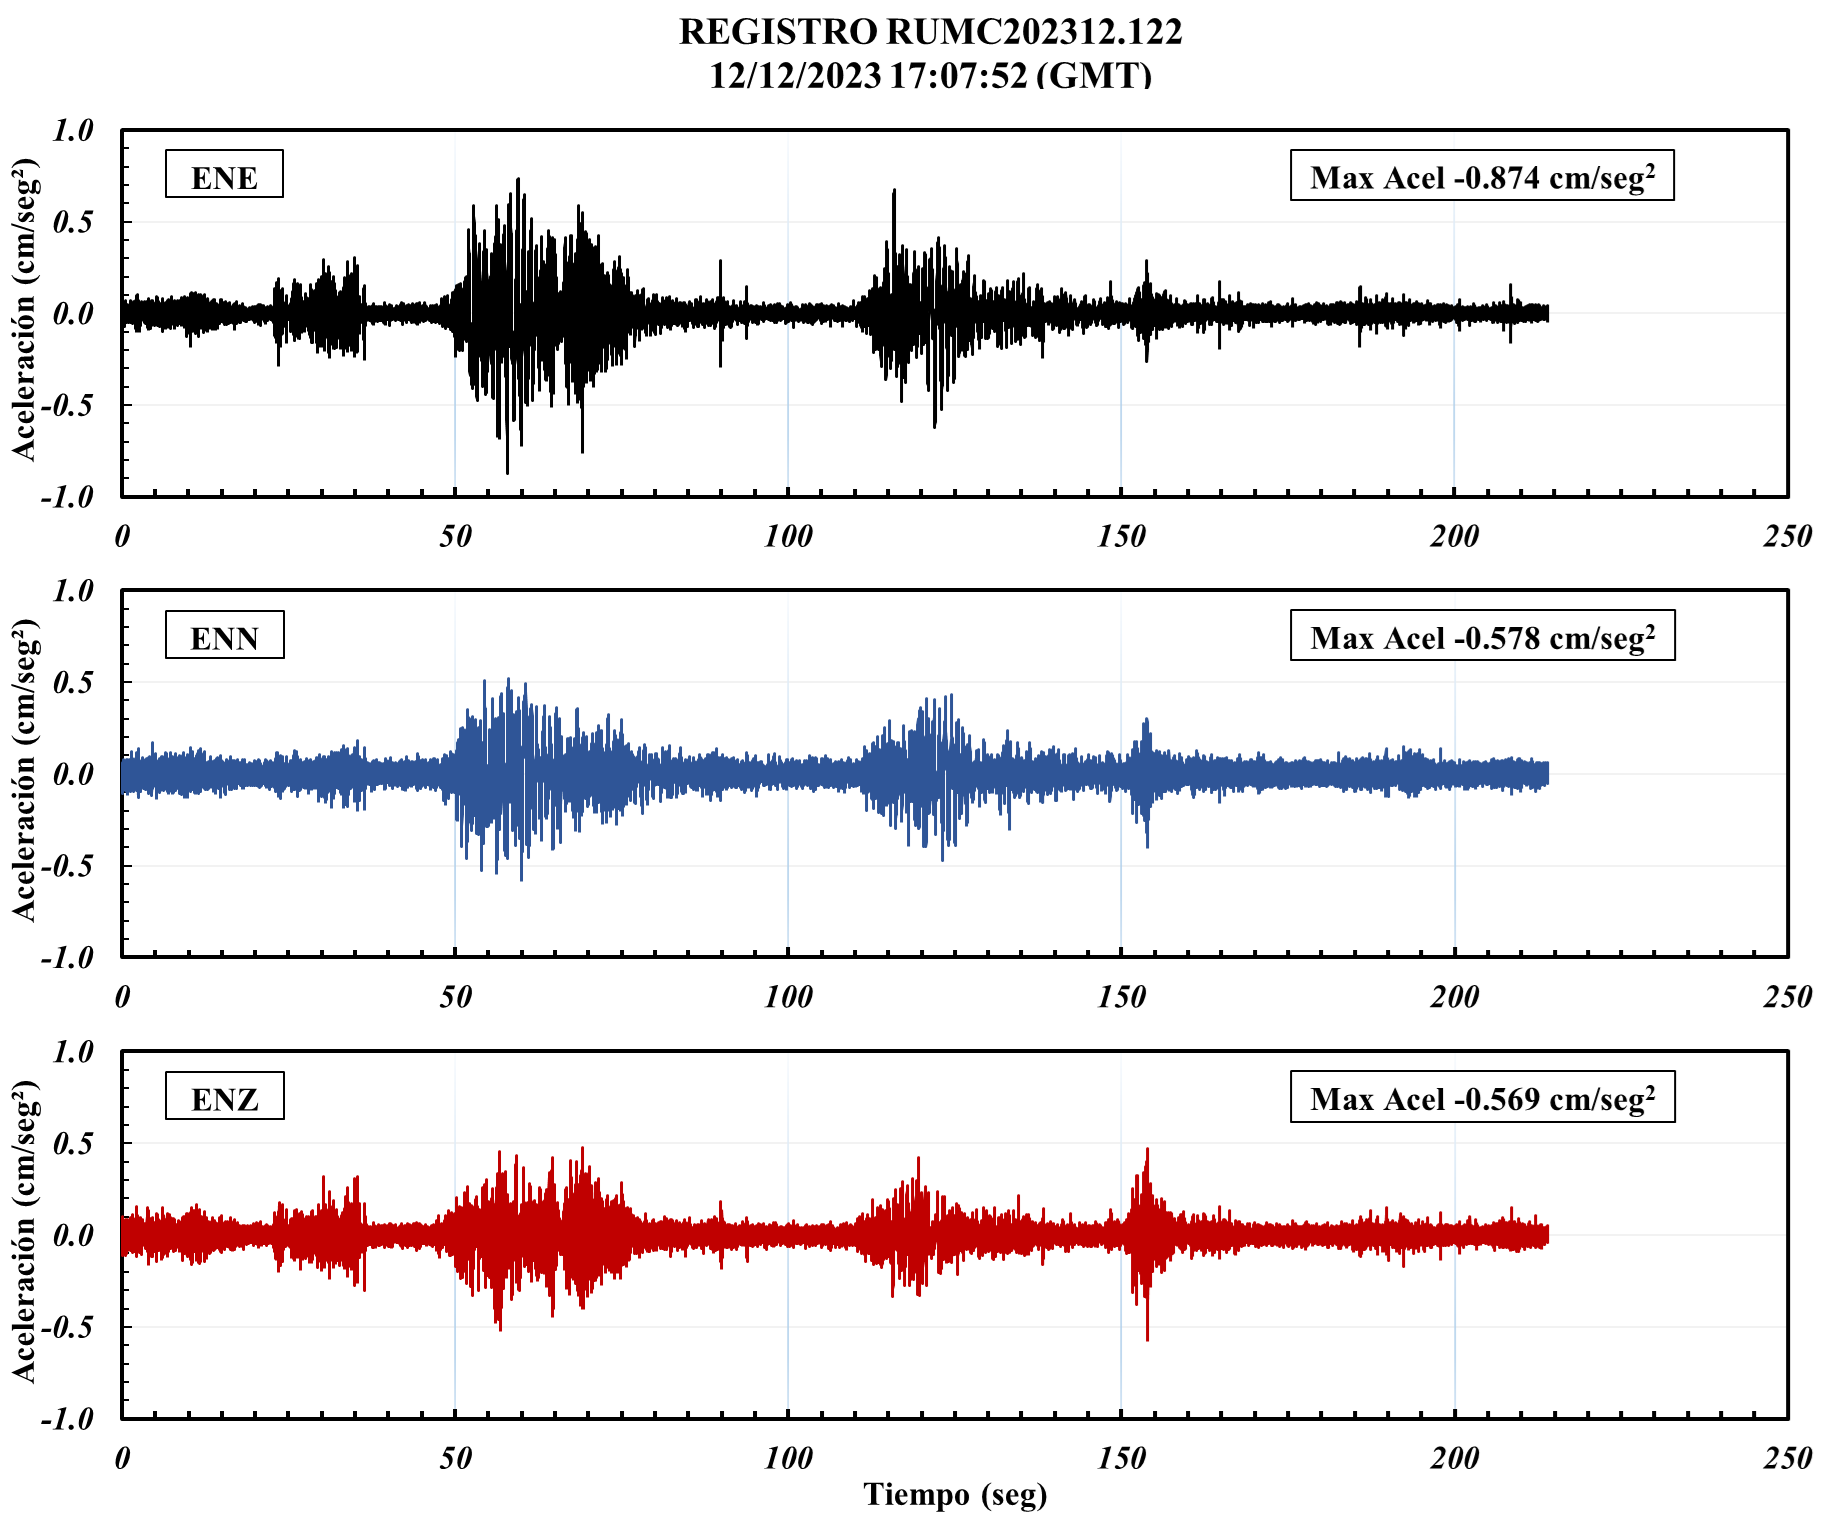 REGISTRO RUMC202312.122
12/12/2023 17:07:52 (GMT)
Aceleración (cm/seg²)
1.0
0.5
0.0
-0.5
-1.0
ENE
Max Acel -0.874 cm/seg²
0 50 100 150 200 250
Aceleración (cm/seg²)
1.0
0.5
0.0
-0.5
-1.0
ENN
Max Acel -0.578 cm/seg²
0 50 100 150 200 250
Aceleración (cm/seg²)
1.0
0.5
0.0
-0.5
-1.0
ENZ
Max Acel -0.569 cm/seg²
0 50 100 150 200 250
Tiempo (seg)